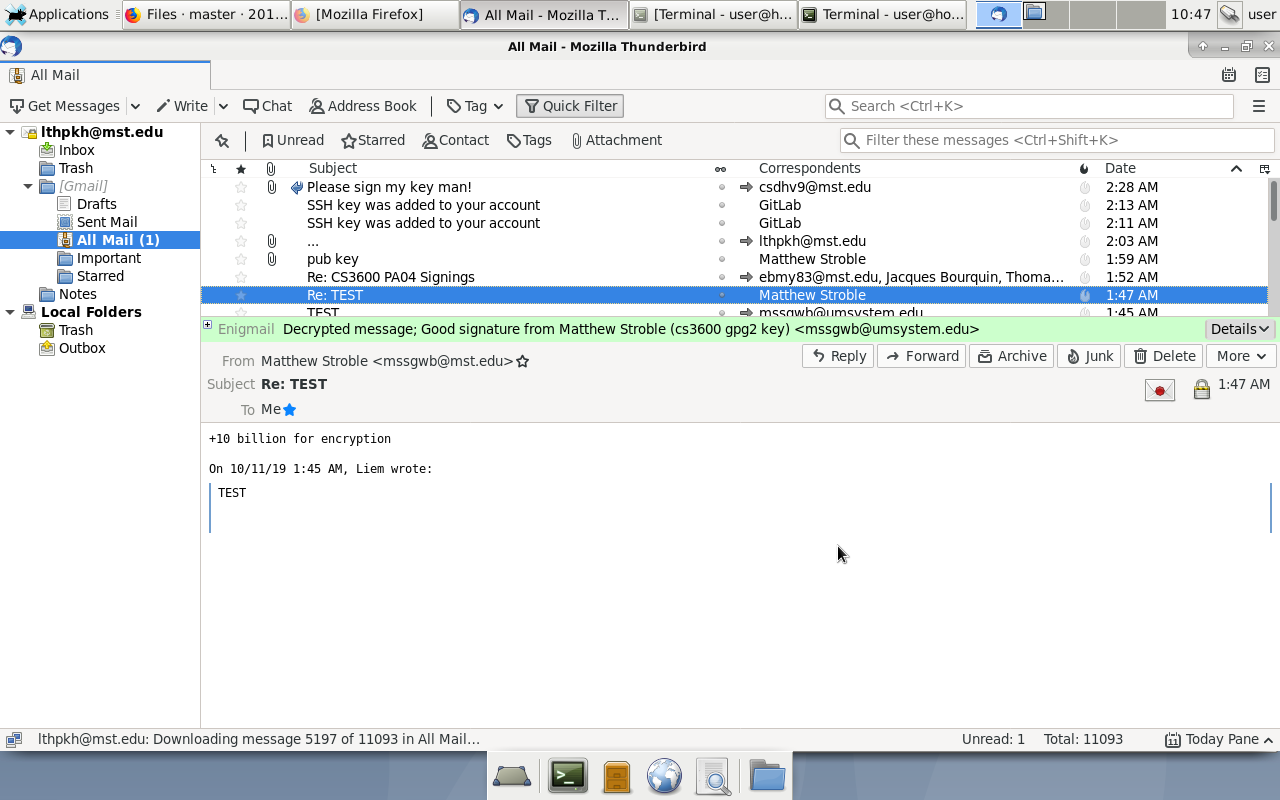 Applications
Files · master · 201...
[Mozilla Firefox]
All Mail - Mozilla T...
[Terminal - user@h...
Terminal - user@ho...
10:47
user
All Mail - Mozilla Thunderbird
All Mail
Get Messages
Write
Chat
Address Book
Tag
Quick Filter
Search <Ctrl+K>
lthpkh@mst.edu
Inbox
Trash
[Gmail]
Drafts
Sent Mail
All Mail (1)
Important
Starred
Notes
Local Folders
Trash
Outbox
Unread
Starred
Contact
Tags
Attachment
Filter these messages <Ctrl+Shift+K>
Subject Correspondents Date
Please sign my key man! csdhv9@mst.edu 2:28 AM
SSH key was added to your account GitLab 2:13 AM
SSH key was added to your account GitLab 2:11 AM
... lthpkh@mst.edu 2:03 AM
pub key Matthew Stroble 1:59 AM
Re: CS3600 PA04 Signings ebmy83@mst.edu, Jacques Bourquin, Thoma... 1:52 AM
Re: TEST Matthew Stroble 1:47 AM
TEST mssgwb@umsystem.edu 1:45 AM
Enigmail Decrypted message; Good signature from Matthew Stroble (cs3600 gpg2 key) <mssgwb@umsystem.edu> Details
From Matthew Stroble <mssgwb@mst.edu>
Reply
Forward
Archive
Junk
Delete
More
Subject Re: TEST
1:47 AM
To Me
+10 billion for encryption
On 10/11/19 1:45 AM, Liem wrote:
TEST
lthpkh@mst.edu: Downloading message 5197 of 11093 in All Mail...
Unread: 1
Total: 11093
11 Today Pane